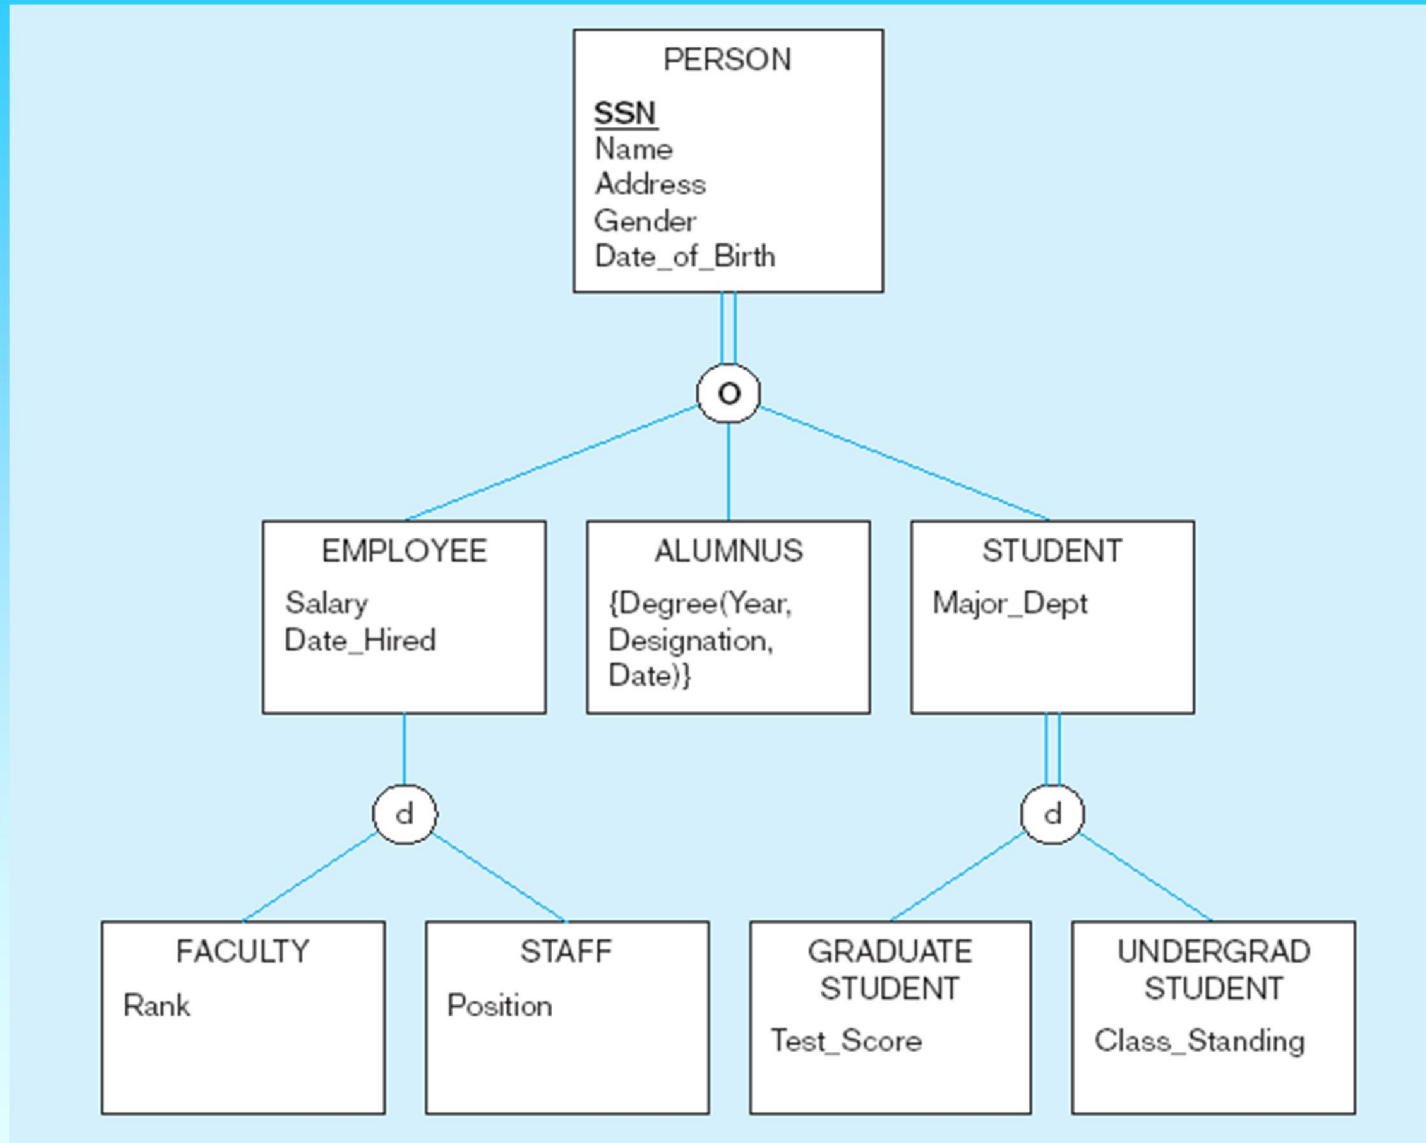 PERSON
SSN
Name
Address
Gender
Date_of_Birth
O
EMPLOYEE
Salary
Date_Hired
ALUMNUS
{Degree(Year,
Designation,
Date)}
STUDENT
Major_Dept
d
d
FACULTY
Rank
STAFF
Position
GRADUATE
STUDENT
Test_Score
UNDERGRAD
STUDENT
Class_Standing